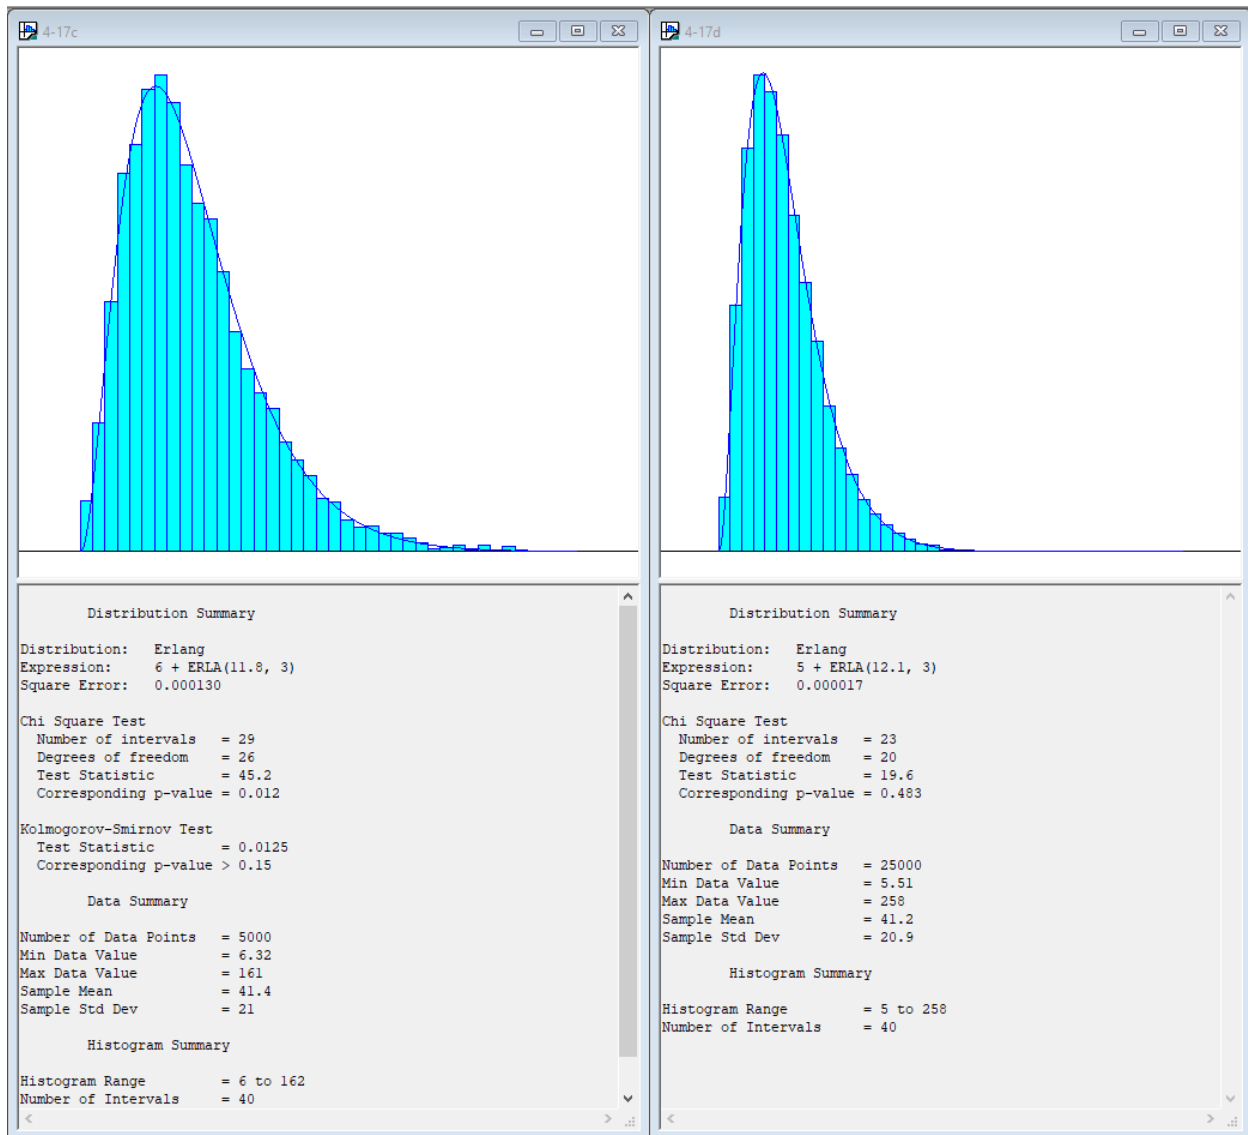 4-17c
Distribution Summary
Distribution: Erlang
Expression: 6 + ERLA(11.8, 3)
Square Error: 0.000130
Chi Square Test
Number of intervals = 29
Degrees of freedom = 26
Test Statistic = 45.2
Corresponding p-value = 0.012
Kolmogorov-Smirnov Test
Test Statistic = 0.0125
Corresponding p-value > 0.15
Data Summary
Number of Data Points = 5000
Min Data Value = 6.32
Max Data Value = 161
Sample Mean = 41.4
Sample Std Dev = 21
Histogram Summary
Histogram Range = 6 to 162
Number of Intervals = 40
4-17d
Distribution Summary
Distribution: Erlang
Expression: 5 + ERLA(12.1, 3)
Square Error: 0.000017
Chi Square Test
Number of intervals = 23
Degrees of freedom = 20
Test Statistic = 19.6
Corresponding p-value = 0.483
Data Summary
Number of Data Points = 25000
Min Data Value = 5.51
Max Data Value = 258
Sample Mean = 41.2
Sample Std Dev = 20.9
Histogram Summary
Histogram Range = 5 to 258
Number of Intervals = 40